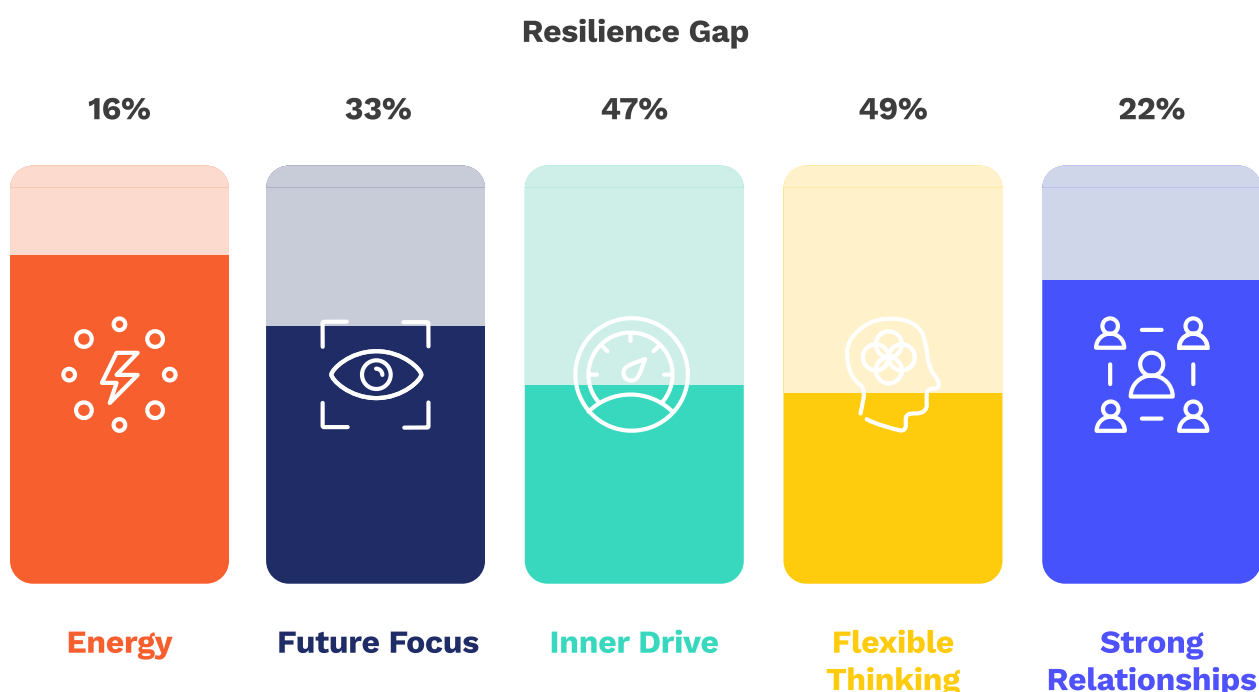 Resilience Gap
16%
33%
47%
49%
22%
Energy
Future Focus
Inner Drive
Flexible
Thinking
Strong
Relationships